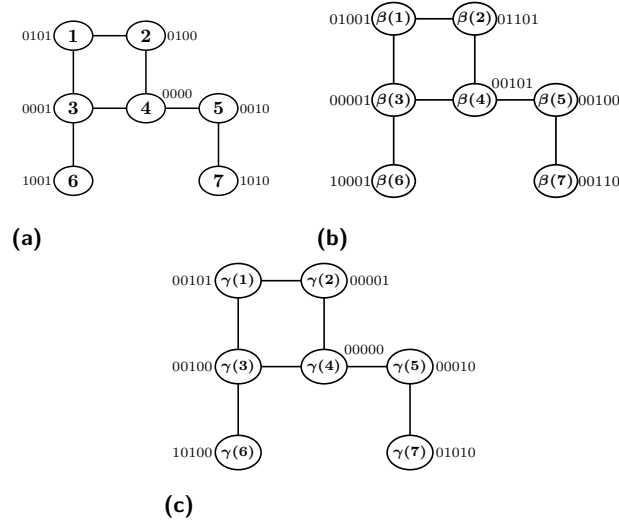 0101 1 2 0100
0001 3 4 0000 5 0010
1001 6 7 1010
(a)
01001 β(1) β(2) 01101
00001 β(3) β(4) 00101 β(5) 00100
10001 β(6) β(7) 00110
(b)
00101 γ(1) γ(2) 00001
00100 γ(3) γ(4) 00000 γ(5) 00010
10100 γ(6) γ(7) 01010
(c)